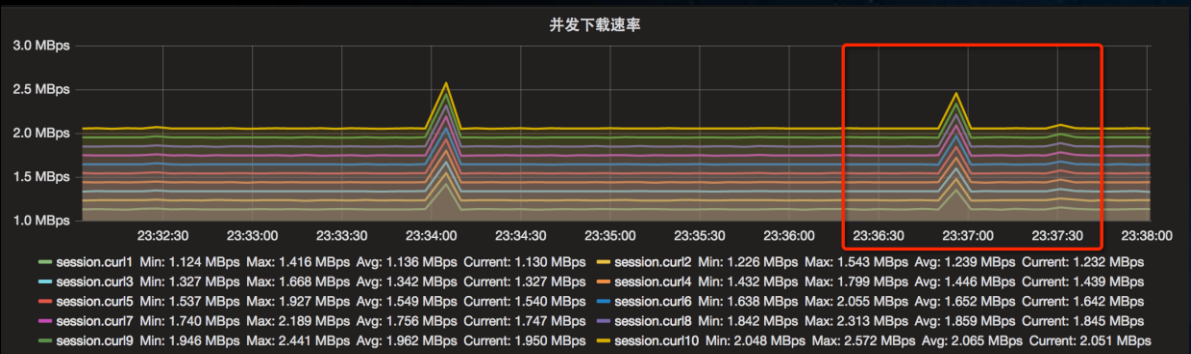 并发下载速率
3.0 MBps
2.5 MBps
2.0 MBps
1.5 MBps
1.0 MBps
23:32:30 23:33:00 23:33:30 23:34:00 23:34:30 23:35:00 23:35:30 23:36:00 23:36:30 23:37:00 23:37:30 23:38:00
session.curl1 Min: 1.124 MBps Max: 1.416 MBps Avg: 1.136 MBps Current: 1.130 MBps session.curl2 Min: 1.226 MBps Max: 1.543 MBps Avg: 1.239 MBps Current: 1.232 MBps
session.curl3 Min: 1.327 MBps Max: 1.668 MBps Avg: 1.342 MBps Current: 1.327 MBps session.curl4 Min: 1.432 MBps Max: 1.799 MBps Avg: 1.446 MBps Current: 1.439 MBps
session.curl5 Min: 1.537 MBps Max: 1.927 MBps Avg: 1.549 MBps Current: 1.540 MBps session.curl6 Min: 1.638 MBps Max: 2.055 MBps Avg: 1.652 MBps Current: 1.642 MBps
session.curl7 Min: 1.740 MBps Max: 2.189 MBps Avg: 1.756 MBps Current: 1.747 MBps session.curl8 Min: 1.842 MBps Max: 2.313 MBps Avg: 1.859 MBps Current: 1.845 MBps
session.curl9 Min: 1.946 MBps Max: 2.441 MBps Avg: 1.962 MBps Current: 1.950 MBps session.curl10 Min: 2.048 MBps Max: 2.572 MBps Avg: 2.065 MBps Current: 2.051 MBps